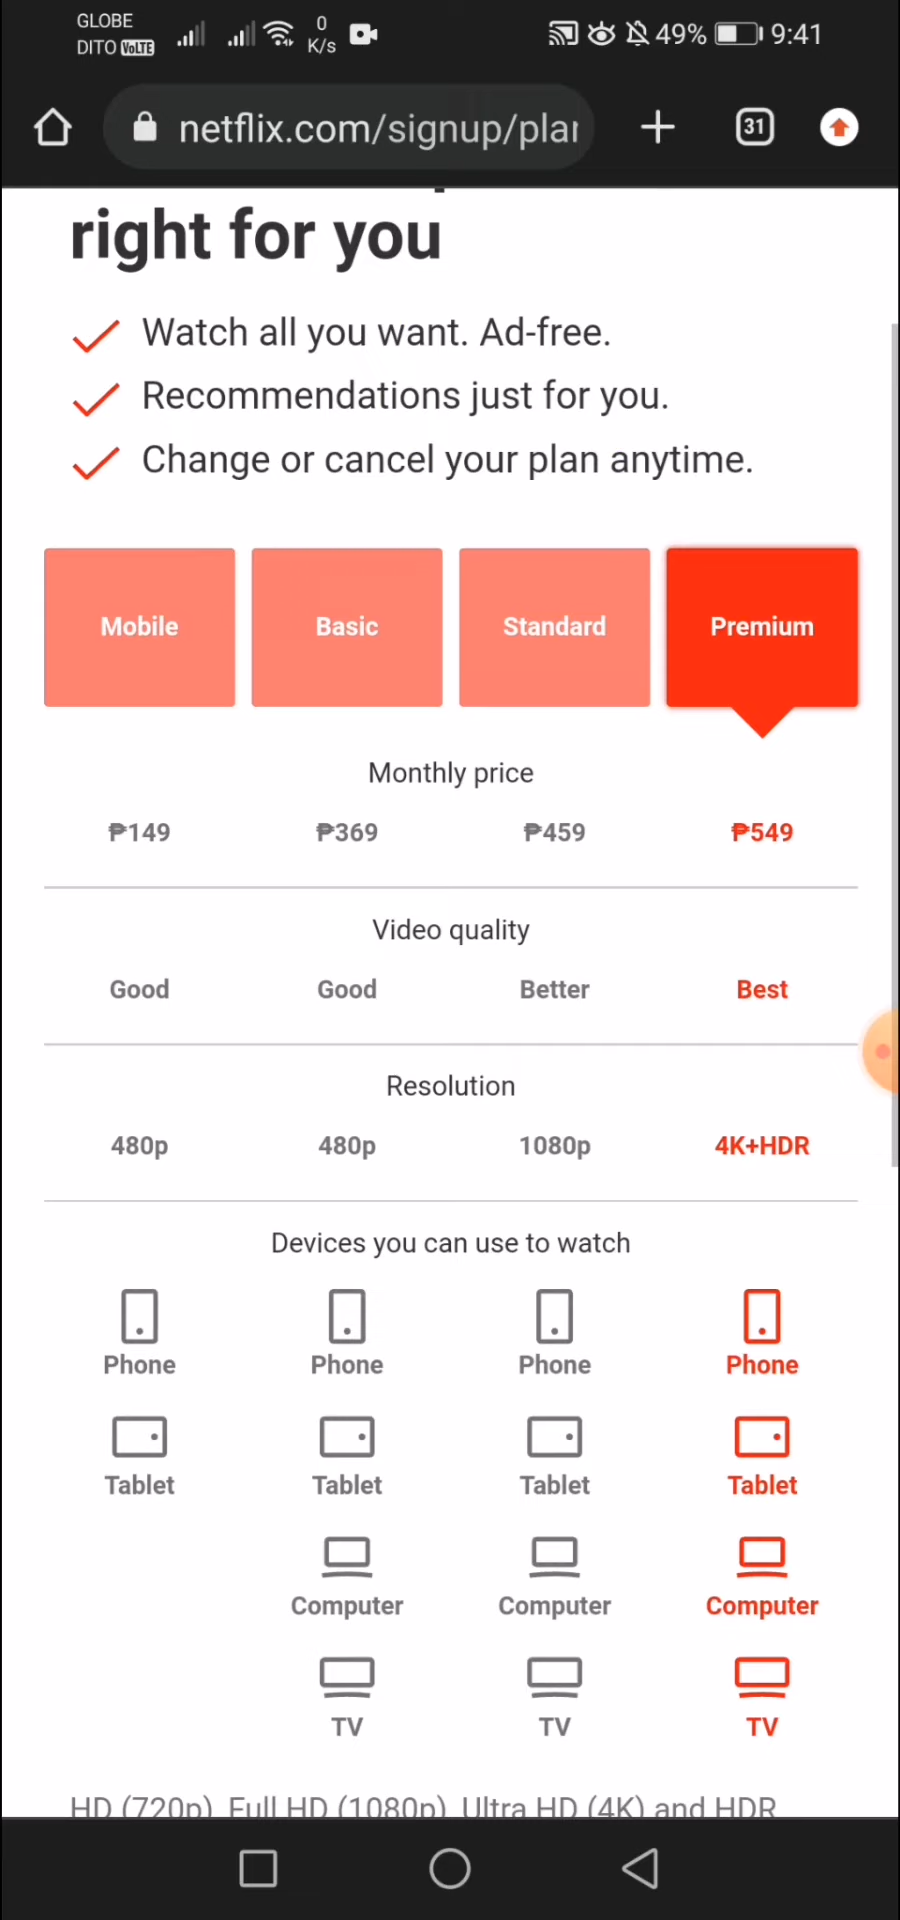 GLOBE
DITO VoLTE
0
K/s
49%
9:41
netflix.com/signup/plan
31
right for you
Watch all you want. Ad-free.
Recommendations just for you.
Change or cancel your plan anytime.
Mobile Basic Standard Premium
Monthly price
₱149 ₱369 ₱459 ₱549
Video quality
Good Good Better Best
Resolution
480p 480p 1080p 4K+HDR
Devices you can use to watch
Phone Phone Phone Phone
Tablet Tablet Tablet Tablet
Computer Computer Computer
TV TV TV
HD (720p), Full HD (1080p), Ultra HD (4K) and HDR